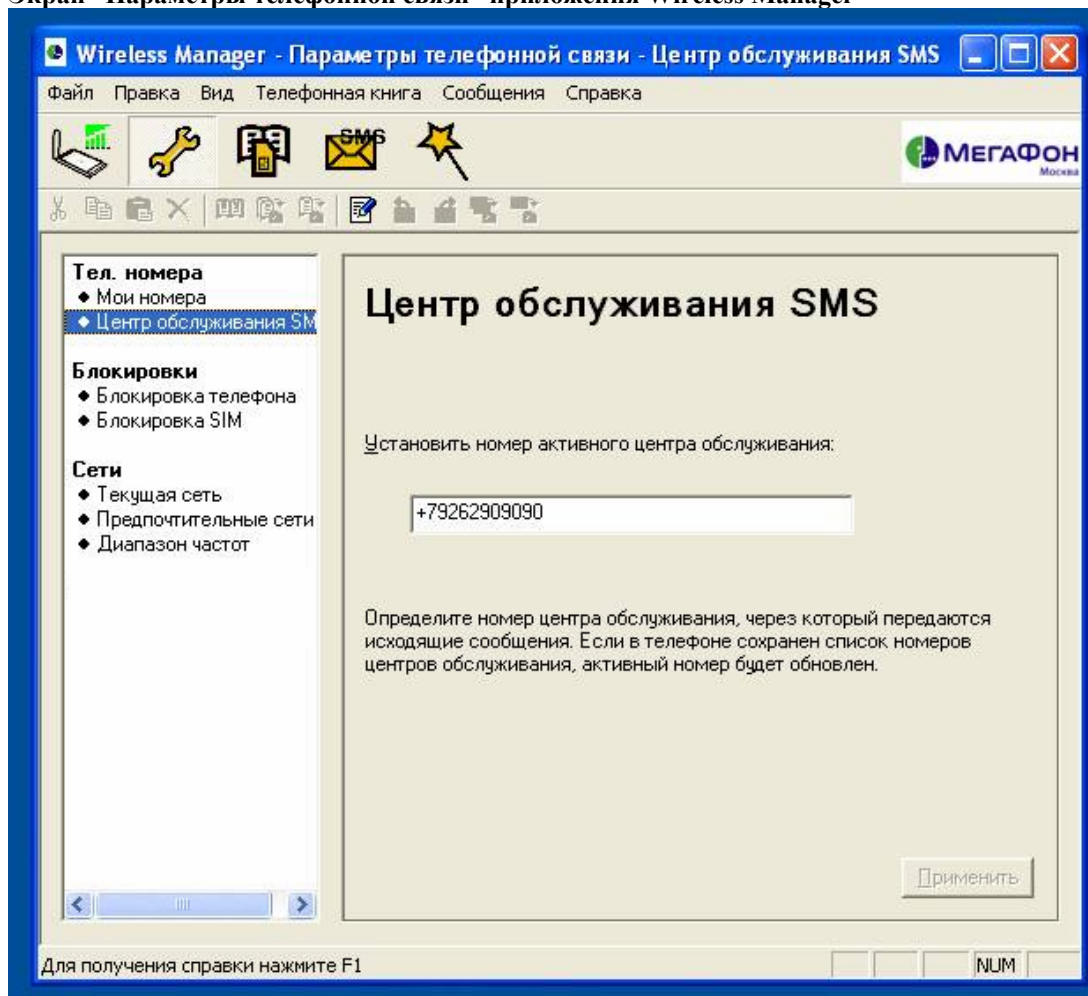 Экран "Параметры телефонной связи" приложения Wireless Manager
Wireless Manager - Параметры телефонной связи - Центр обслуживания SMS
Файл Правка Вид Телефонная книга Сообщения Справка
SMS
МЕГАФОН
Москва
Тел. номера
Мои номера
Центр обслуживания SM
Блокировки
Блокировка телефона
Блокировка SIM
Сети
Текущая сеть
Предпочтительные сети
Диапазон частот
Центр обслуживания SMS
Установить номер активного центра обслуживания:
+79262909090
Определите номер центра обслуживания, через который передаются
исходящие сообщения. Если в телефоне сохранен список номеров
центров обслуживания, активный номер будет обновлен.
Применить
Для получения справки нажмите F1
NUM